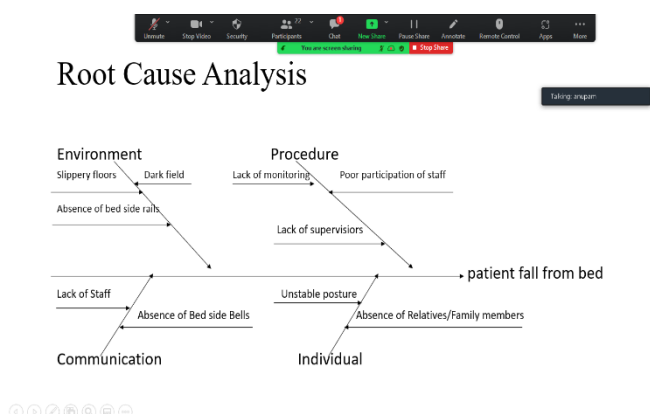 Unmute Stop Video Security Participants 22 Chat 1 New Share Pause Share Annotate Remote Control Apps More
You are screen sharing Stop Share
Root Cause Analysis
Talking: anupam
Environment
Procedure
Slippery floors
Dark field
Lack of monitoring
Poor participation of staff
Absence of bed side rails
Lack of supervisiors
patient fall from bed
Lack of Staff
Unstable posture
Absence of Bed side Bells
Absence of Relatives/Family members
Communication
Individual